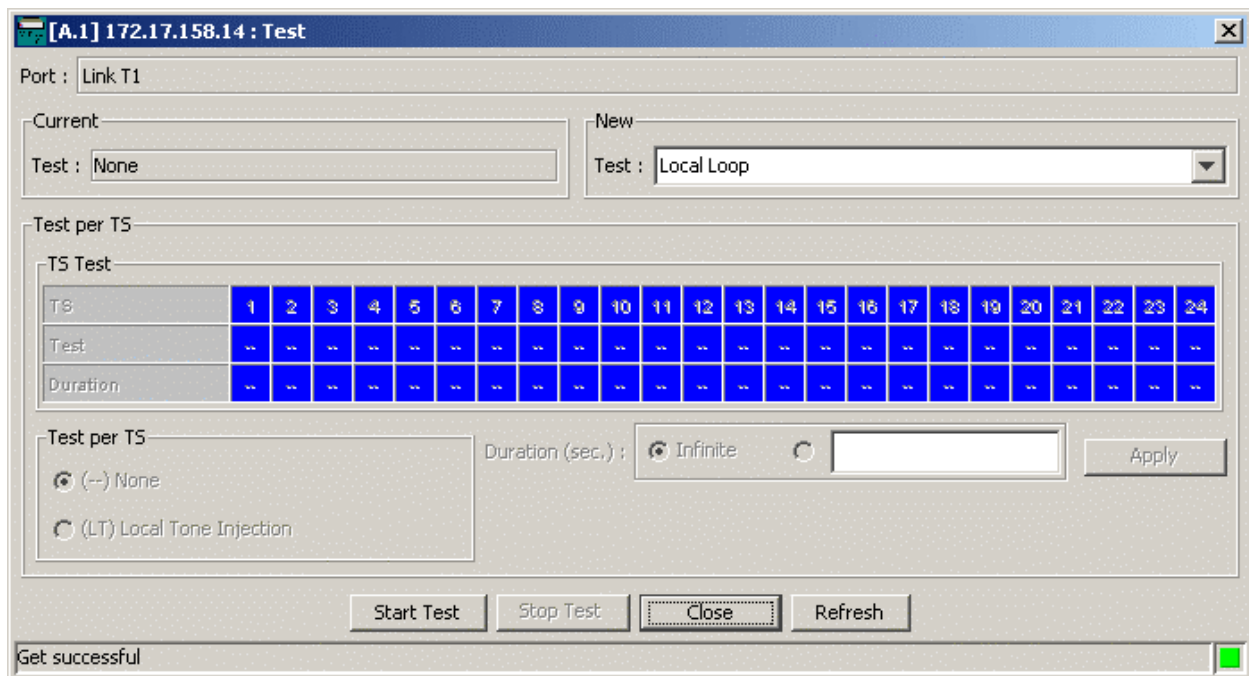 [A.1] 172.17.158.14 : Test
Port : Link T1
Current
Test : None
New
Test : Local Loop
Test per TS
TS Test
TS 1 2 3 4 5 6 7 8 9 10 11 12 13 14 15 16 17 18 19 20 21 22 23 24
Test -- -- -- -- -- -- -- -- -- -- -- -- -- -- -- -- -- -- -- -- -- -- -- --
Duration -- -- -- -- -- -- -- -- -- -- -- -- -- -- -- -- -- -- -- -- -- -- -- --
Test per TS
(--) None
(LT) Local Tone Injection
Duration (sec.) : Infinite
Apply
Start Test Stop Test Close Refresh
Get successful